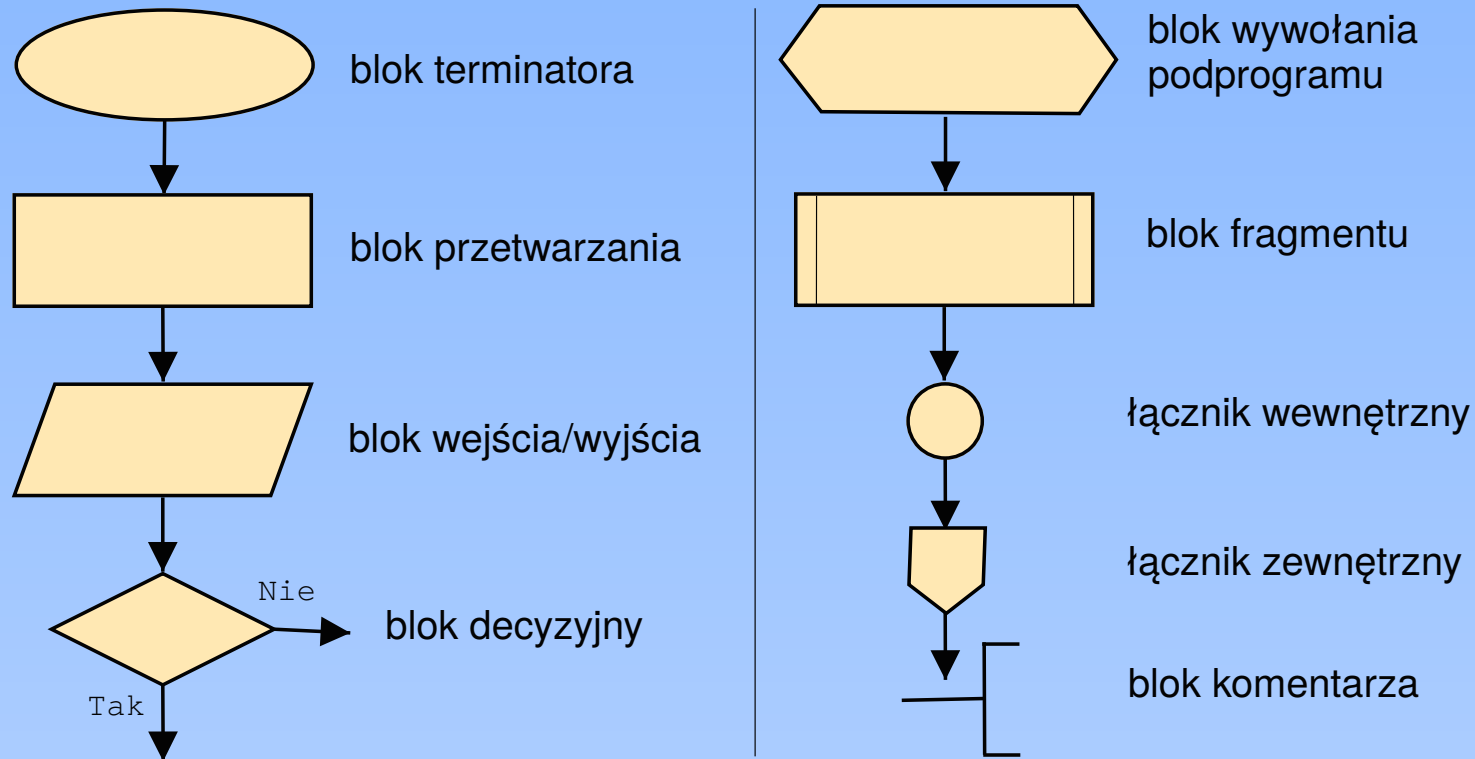 blok terminatora
blok przetwarzania
blok wejścia/wyjścia
Nie
blok decyzyjny
Tak
blok wywołania
podprogramu
blok fragmentu
łącznik wewnętrzny
łącznik zewnętrzny
blok komentarza